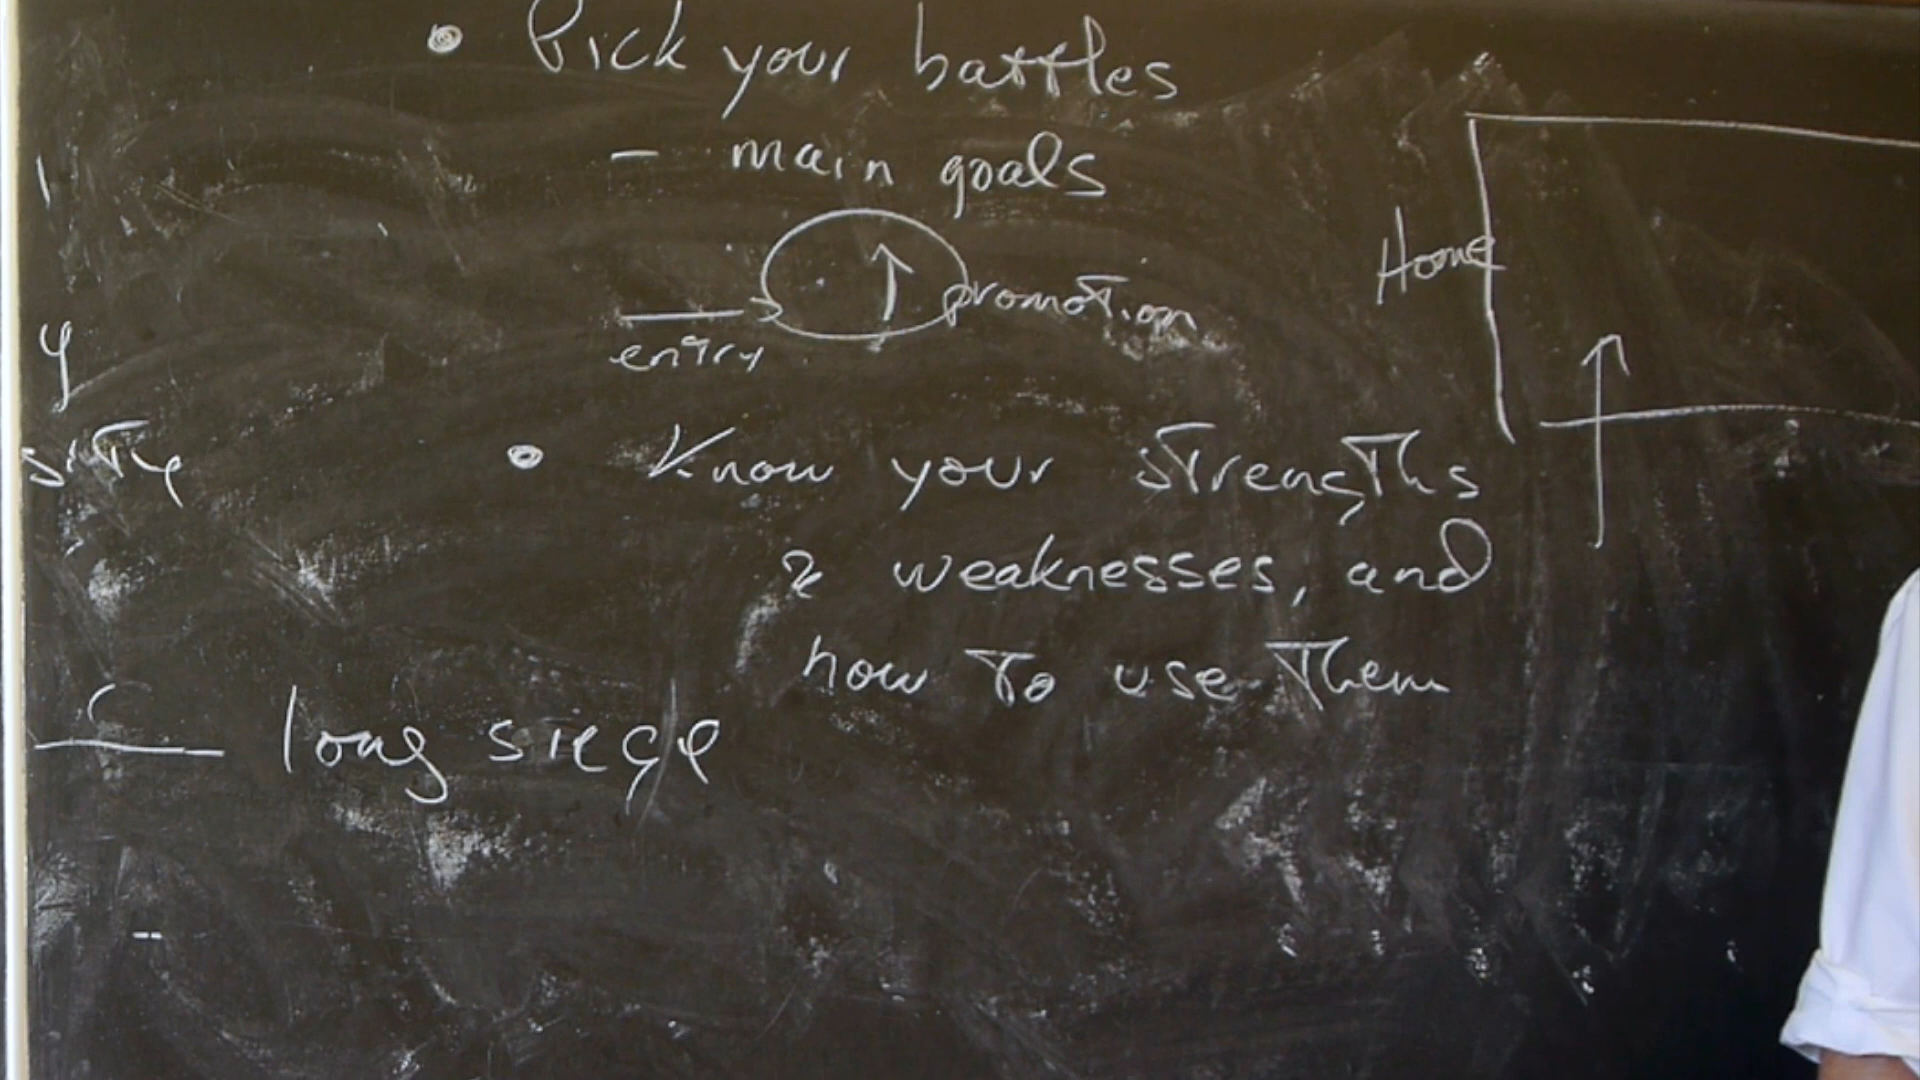 • Pick your battles
- main goals
Home
promotion
entry
y
sity
• Know your strengths
& weaknesses, and
how to use them
long siege